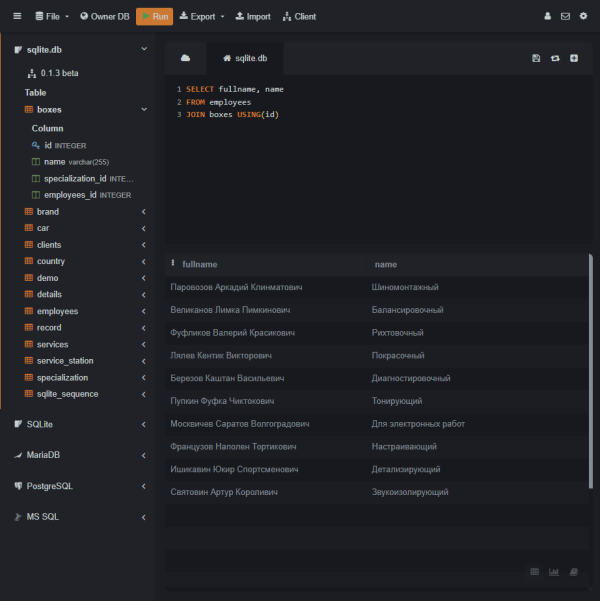 File Owner DB Run Export Import Client
sqlite.db
0.1.3 beta
Table
boxes
Column
id INTEGER
name varchar(255)
specialization_id INTE...
employees_id INTEGER
brand
car
clients
country
demo
details
employees
record
services
service_station
specialization
sqlite_sequence
SQLite
MariaDB
PostgreSQL
MS SQL
sqlite.db
1 SELECT fullname, name
2 FROM employees
3 JOIN boxes USING(id)
fullname name
Паровозов Аркадий Клинматович Шиномонтажный
Великанов Лимка Пимкинович Балансировочный
Фуфликов Валерий Красикович Рихтовочный
Лялев Кентик Викторович Покрасочный
Березов Каштан Васильевич Диагностировочный
Пупкин Фуфка Чиктокович Тонирующий
Москвичев Саратов Волгоградович Для электронных работ
Французов Наполен Тортикович Настраивающий
Ишикавин Юкир Спортсменович Детализирующий
Святовин Артур Короливич Звукоизолирующий